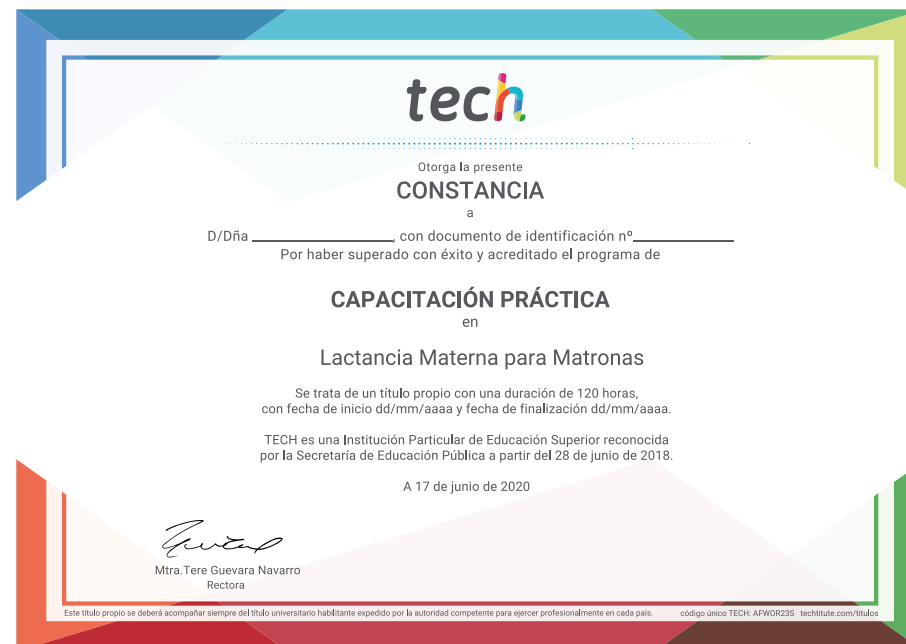 tech
Otorga la presente
CONSTANCIA
a
D/Dña ____________, con documento de identificación nº____________
Por haber superado con éxito y acreditado el programa de
CAPACITACIÓN PRÁCTICA
en
Lactancia Materna para Matronas
Se trata de un título propio con una duración de 120 horas,
con fecha de inicio dd/mm/aaaa y fecha de finalización dd/mm/aaaa.
TECH es una Institución Particular de Educación Superior reconocida
por la Secretaría de Educación Pública a partir del 28 de junio de 2018.
A 17 de junio de 2020
Mtra.Tere Guevara Navarro
Rectora
Este título propio se deberá acompañar siempre del título universitario habilitante expedido por la autoridad competente para ejercer profesionalmente en cada país. código único TECH: AFWOR23S techtitute.com/títulos